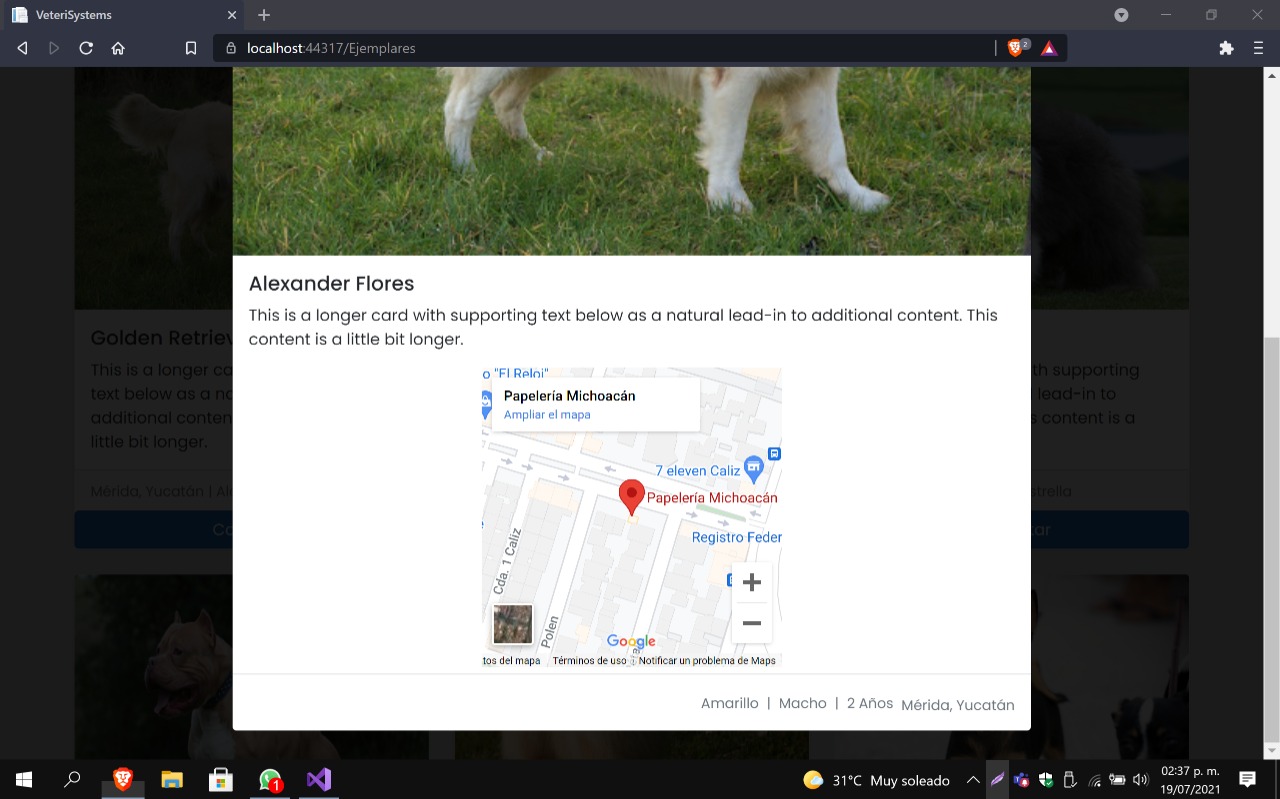 VeteriSystems
localhost:44317/Ejemplares
2
Alexander Flores
This is a longer card with supporting text below as a natural lead-in to additional content. This
content is a little bit longer.
Golden Retriev
This is a longer ca
text below as a na
additional conten
little bit longer.
Mérida, Yucatán | Al
Co
th supporting
lead-in to
s content is a
strella
tar
o "El Reloj"
Papelería Michoacán
Ampliar el mapa
7 eleven Caliz
Papelería Michoacán
Registro Feder
Cda. 1 Caliz
Polen
Google
tos del mapa
Términos de uso
Notificar un problema de Maps
Amarillo | Macho | 2 Años Mérida, Yucatán
1
31°C Muy soleado
02:37 p. m.
19/07/2021